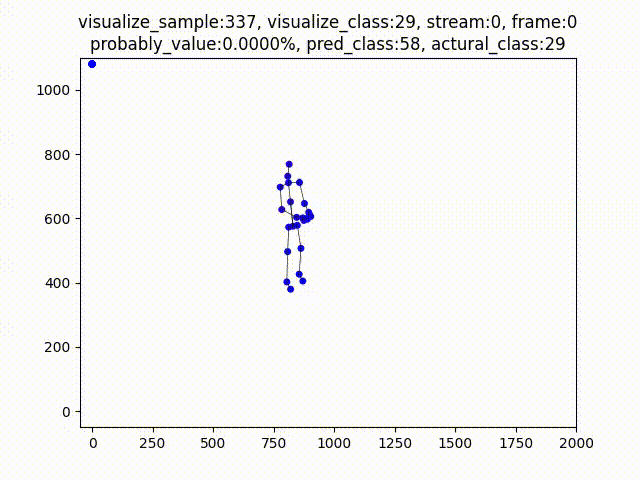 visualize_sample:337, visualize_class:29, stream:0, frame:0
probably_value:0.0000%, pred_class:58, actural_class:29
1000
800
600
400
200
0
0 250 500 750 1000 1250 1500 1750 2000